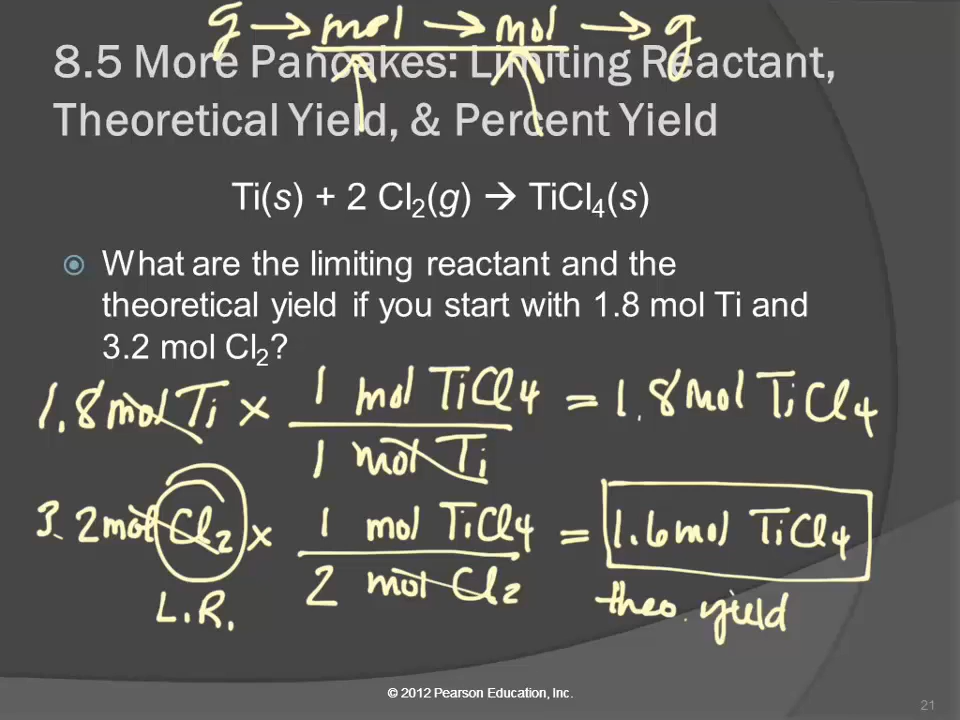 g → mol → mol → g
8.5 More Pancakes: Limiting Reactant,
Theoretical Yield, & Percent Yield
Ti(s) + 2 Cl₂(g) → TiCl₄(s)
What are the limiting reactant and the
theoretical yield if you start with 1.8 mol Ti and
3.2 mol Cl₂?
1.8 mol Ti × 1 mol TiCl₄ / 1 mol Ti = 1.8 mol TiCl₄
3.2 mol Cl₂ × 1 mol TiCl₄ / 2 mol Cl₂ = 1.6 mol TiCl₄
L.R. theo. yield
© 2012 Pearson Education, Inc.
21